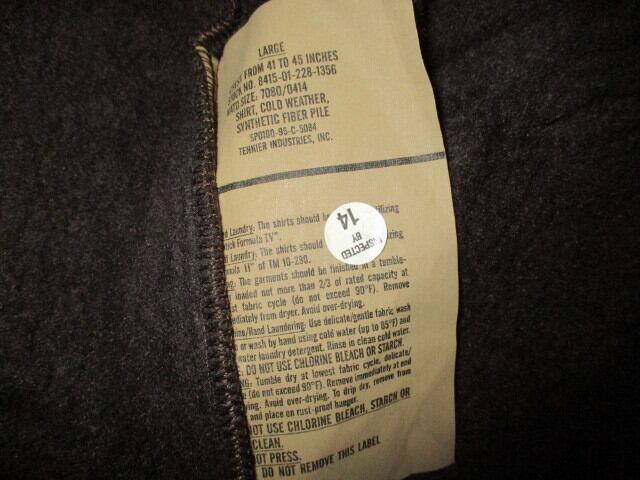 LARGE
FROM 41 TO 45 INCHES
NO. 8415-01-228-1356
SIZE: 7080/0414
SHIRT, COLD WEATHER,
SYNTHETIC FIBER PILE
SPO100-95-C-5084
TENNIER INDUSTRIES, INC.
INSPECTED
BY
14
Laundry: The shirts should
Formula IV".
Laundry: The shirts should
II" of TM 10-280.
The garments should be finished in a tumble-
loaded not more than 2/3 of rated capacity at
fabric cycle (do not exceed 90°F). Remove
from dryer. Avoid over-drying.
Laundering: Use delicate/gentle fabric wash
or wash by hand using cold water (up to 85°F) and
water laundry detergent. Rinse in clean cold water.
DO NOT USE CHLORINE BLEACH OR STARCH.
Tumble dry at lowest fabric cycle, delicate/
(do not exceed 90°F). Remove immediately at end
Avoid over-drying. To drip dry, remove from
and place on rust-proof hanger.
USE CHLORINE BLEACH, STARCH OR
CLEAN.
PRESS.
DO NOT REMOVE THIS LABEL